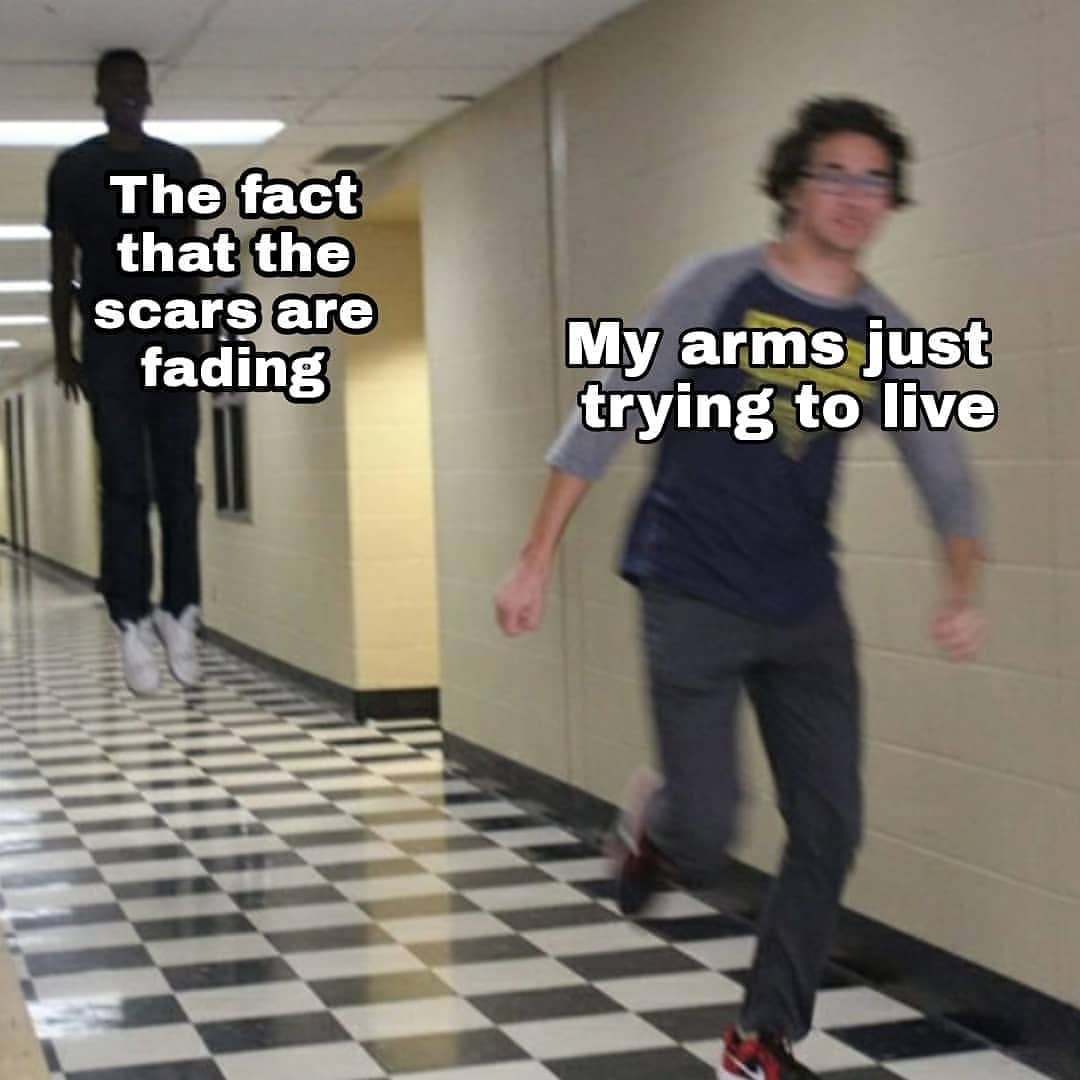 The fact
that the
scars are
fading
My arms just
trying to live